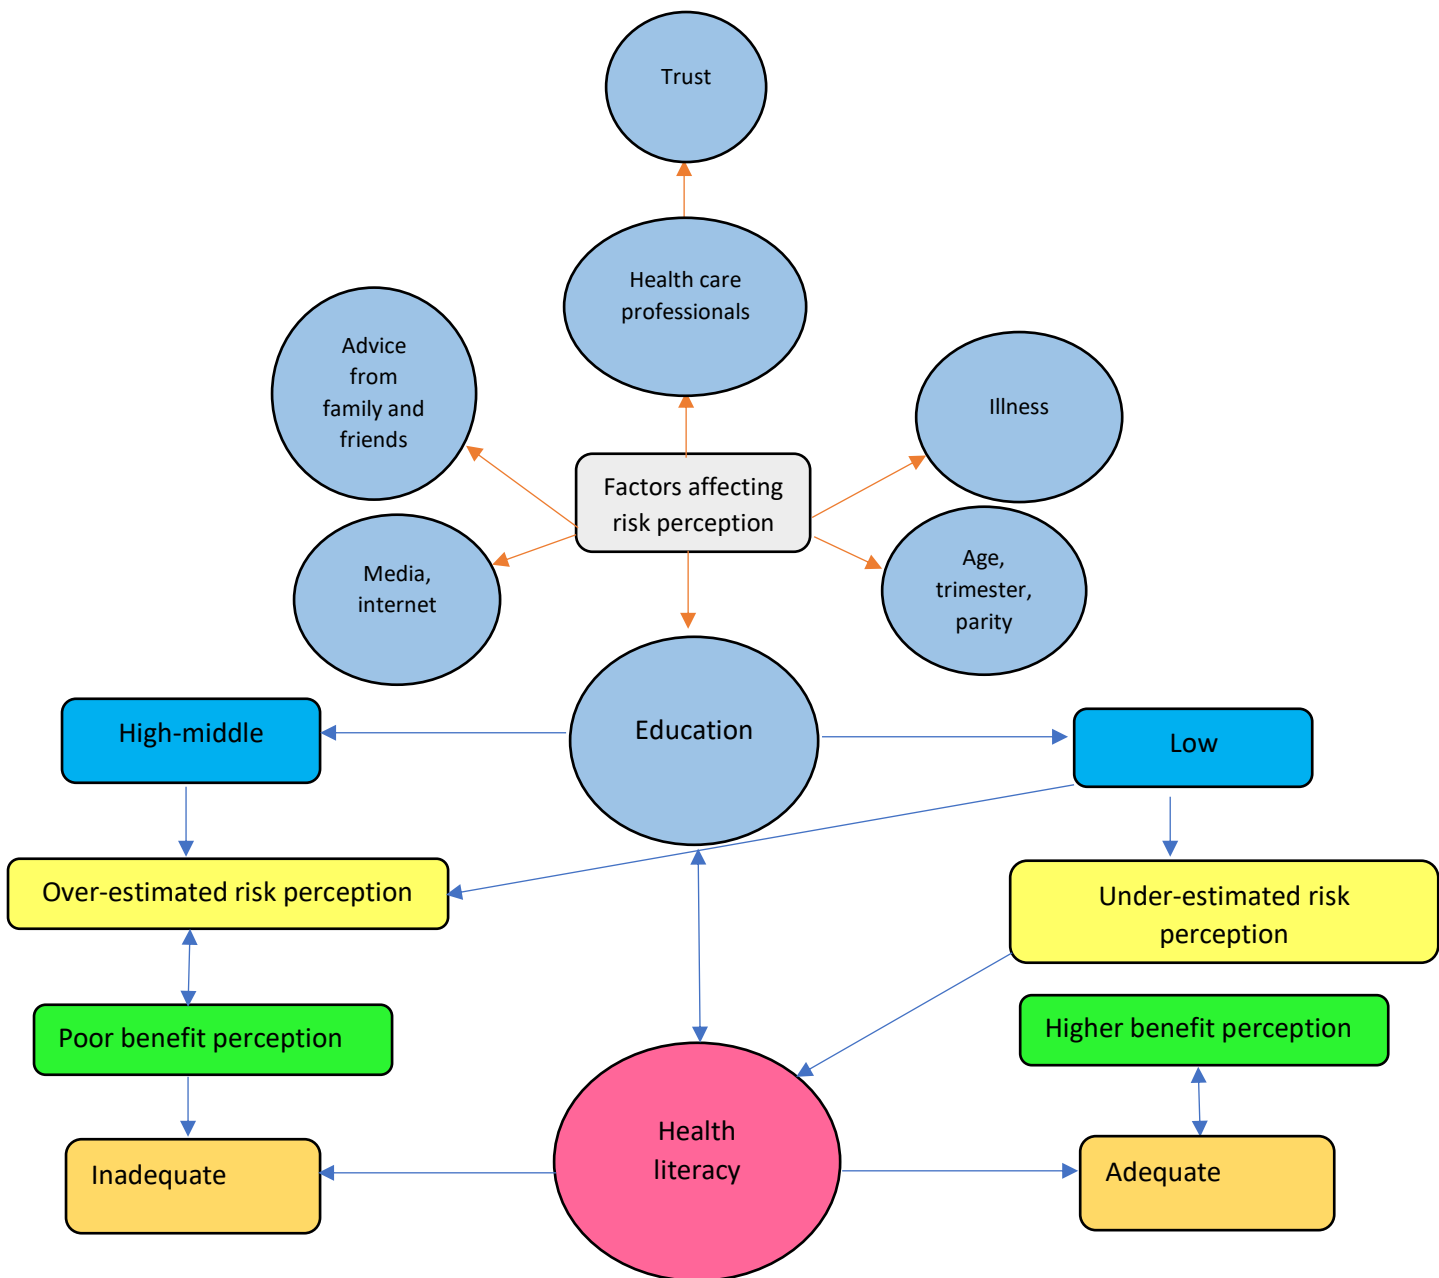 Trust
Health care
professionals
Advice
from
family and
friends
Illness
Factors affecting
risk perception
Media,
internet
Age,
trimester,
parity
Education
High-middle
Low
Over-estimated risk perception
Under-estimated risk
perception
Poor benefit perception
Higher benefit perception
Health
literacy
Inadequate
Adequate